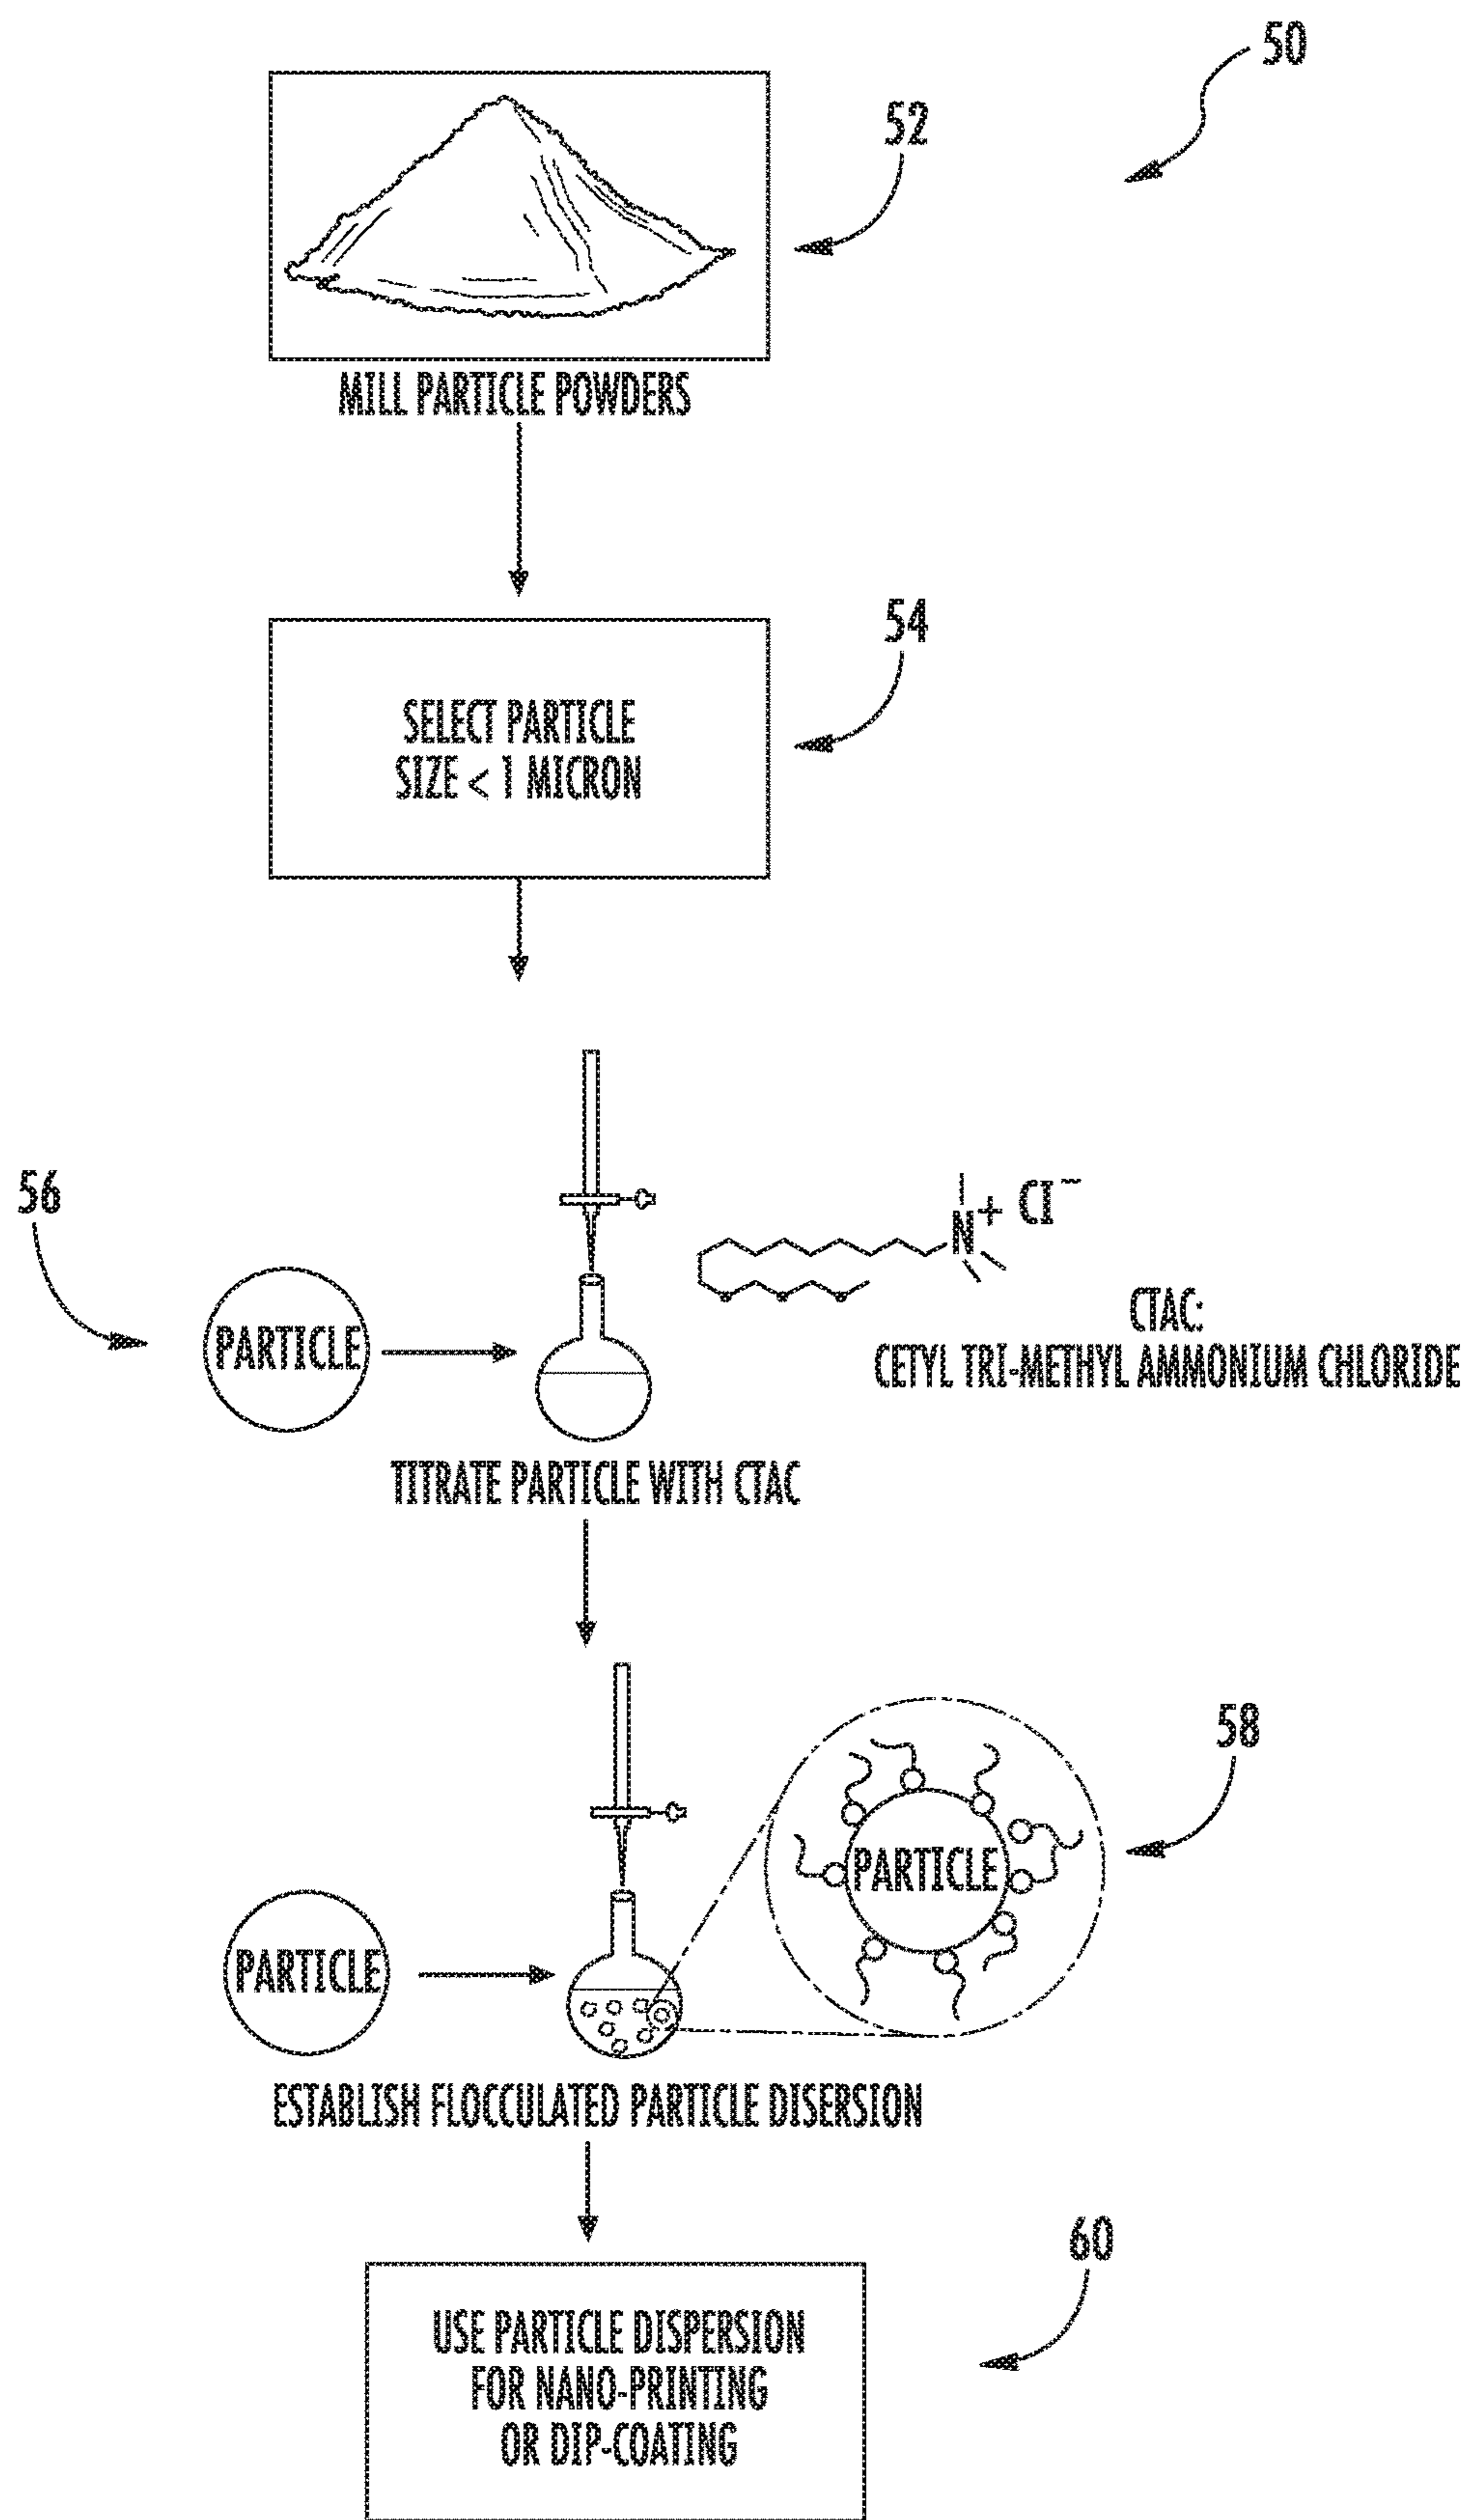 50
52
MILL PARTICLE POWDERS
54
SELECT PARTICLE
SIZE < 1 MICRON
56
N+ Cl−
PARTICLE
CTAC:
CETYL TRI-METHYL AMMONIUM CHLORIDE
TITRATE PARTICLE WITH CTAC
58
PARTICLE
PARTICLE
ESTABLISH FLOCCULATED PARTICLE DISERSION
60
USE PARTICLE DISPERSION
FOR NANO-PRINTING
OR DIP-COATING